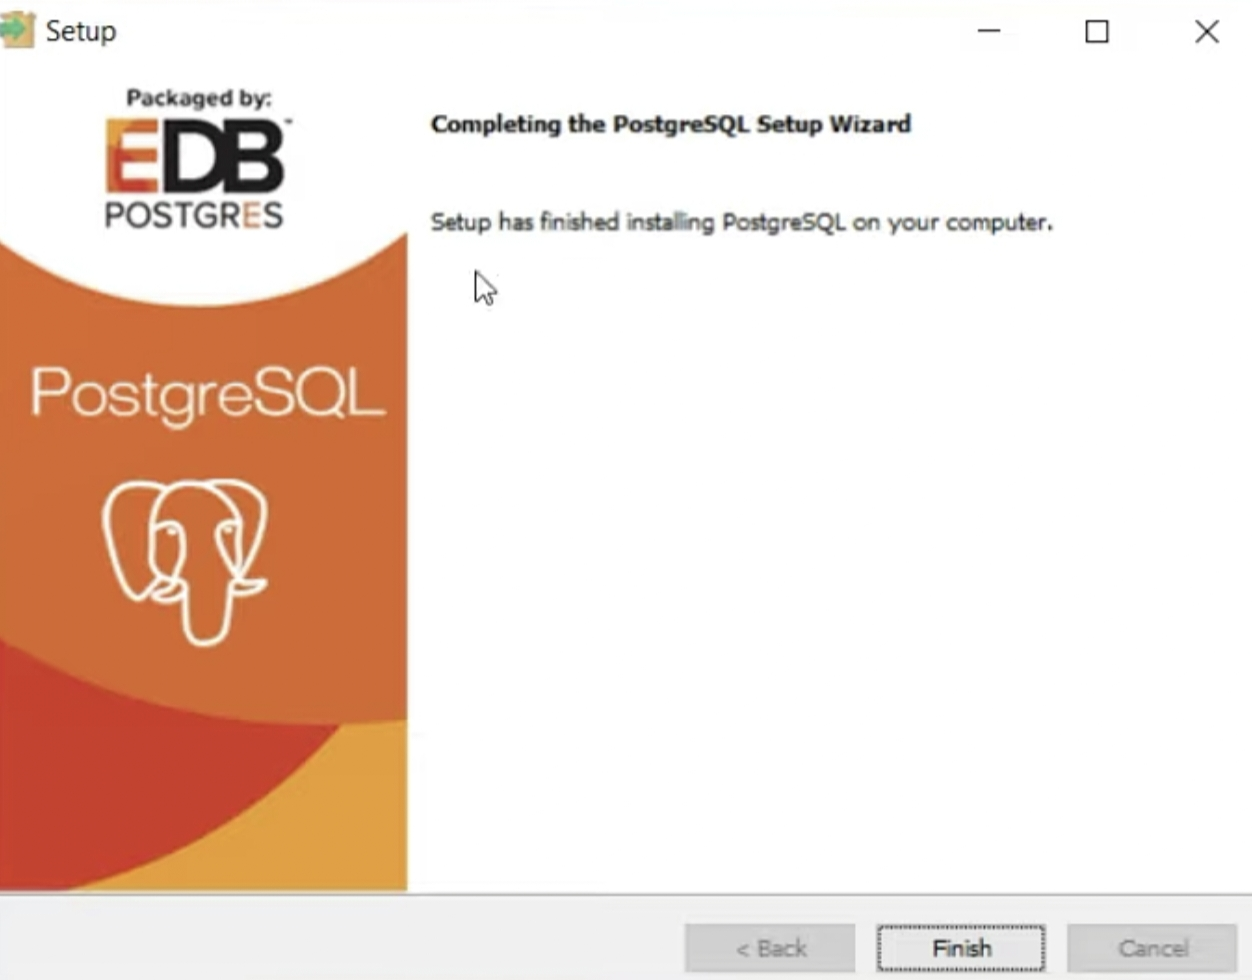 Setup
Packaged by:
EDB™
POSTGRES
PostgreSQL
Completing the PostgreSQL Setup Wizard
Setup has finished installing PostgreSQL on your computer.
< Back
Finish
Cancel